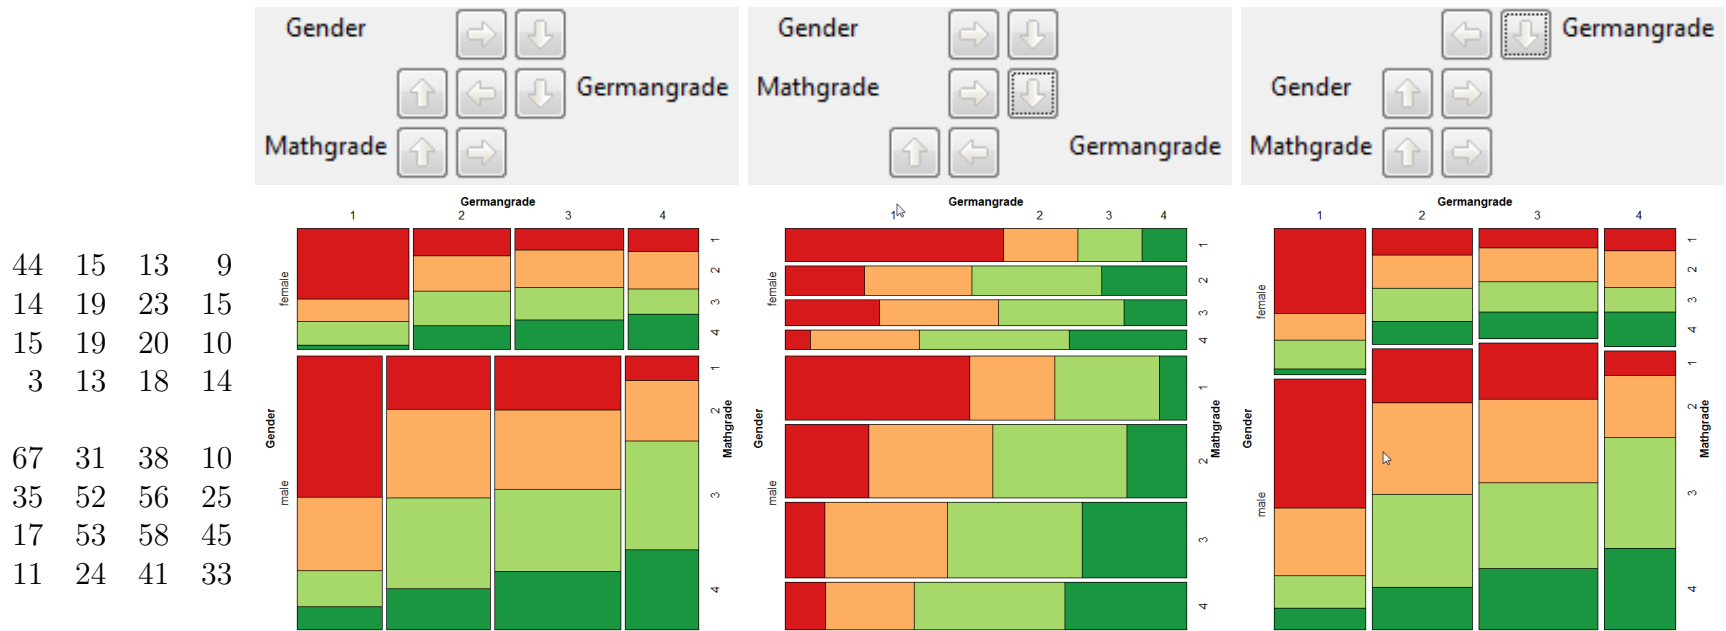 Gender
Germangrade
Mathgrade
Gender
Mathgrade
Germangrade
Germangrade
Gender
Mathgrade
44 15 13 9
14 19 23 15
15 19 20 10
3 13 18 14
67 31 38 10
35 52 56 25
17 53 58 45
11 24 41 33
Germangrade
1 2 3 4
female
male
Gender
1
2
3
4
1
2
3
4
Mathgrade
Germangrade
1 2 3 4
female
male
Gender
1
2
3
4
1
2
3
4
Mathgrade
Germangrade
1 2 3 4
female
male
Gender
1
2
3
4
1
2
3
4
Mathgrade